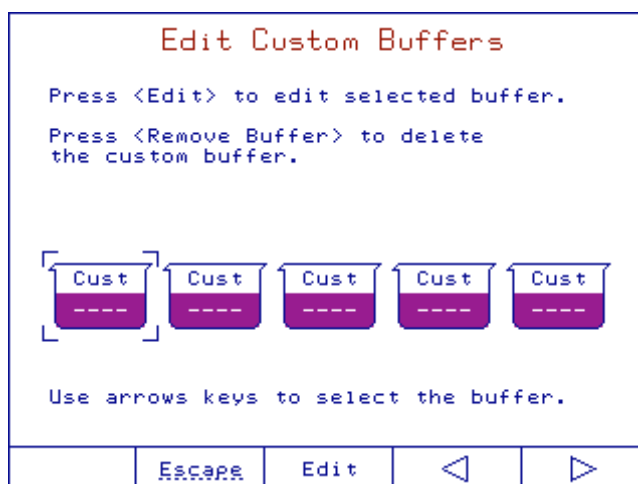 Edit Custom Buffers
Press <Edit> to edit selected buffer.
Press <Remove Buffer> to delete
the custom buffer.
Cust Cust Cust Cust Cust
---- ---- ---- ---- ----
Use arrows keys to select the buffer.
Escape Edit